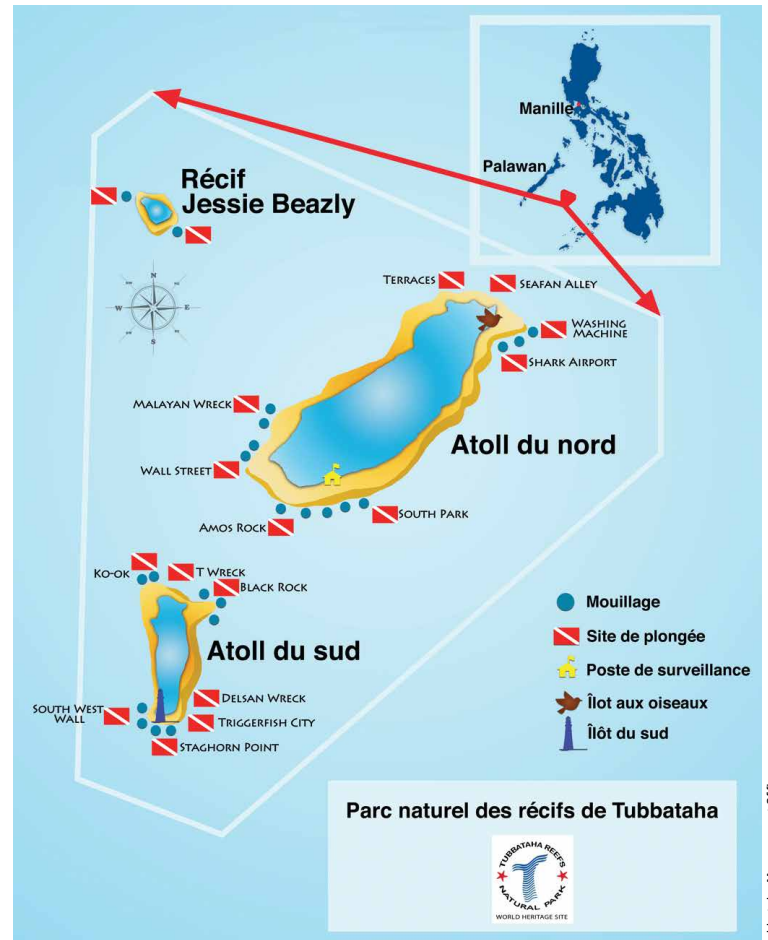 Manille
Palawan
Récif
Jessie Beazly
N
W
E
S
TERRACES
SEAFAN ALLEY
WASHING
MACHINE
SHARK AIRPORT
MALAYAN WRECK
Atoll du nord
WALL STREET
SOUTH PARK
AMOS ROCK
KO-OK
T WRECK
BLACK ROCK
Atoll du sud
Mouillage
Site de plongée
Poste de surveillance
Îlot aux oiseaux
Îlôt du sud
DELSAN WRECK
SOUTH WEST
WALL
TRIGGERFISH CITY
STAGHORN POINT
Parc naturel des récifs de Tubbataha
TUBBATAHA REEFS
T
NATURAL PARK
WORLD HERITAGE SITE